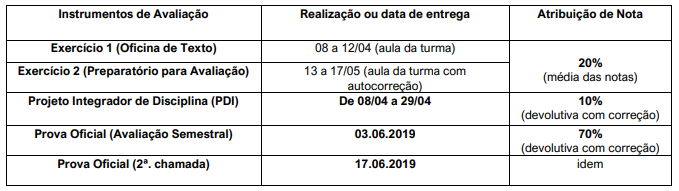 Instrumentos de Avaliação Realização ou data de entrega Atribuição de Nota
Exercício 1 (Oficina de Texto) 08 a 12/04 (aula da turma)
20%
(média das notas)
Exercício 2 (Preparatório para Avaliação) 13 a 17/05 (aula da turma com
autocorreção)
Projeto Integrador de Disciplina (PDI) De 08/04 a 29/04 10%
(devolutiva com correção)
Prova Oficial (Avaliação Semestral) 03.06.2019 70%
(devolutiva com correção)
Prova Oficial (2ª. chamada) 17.06.2019 idem